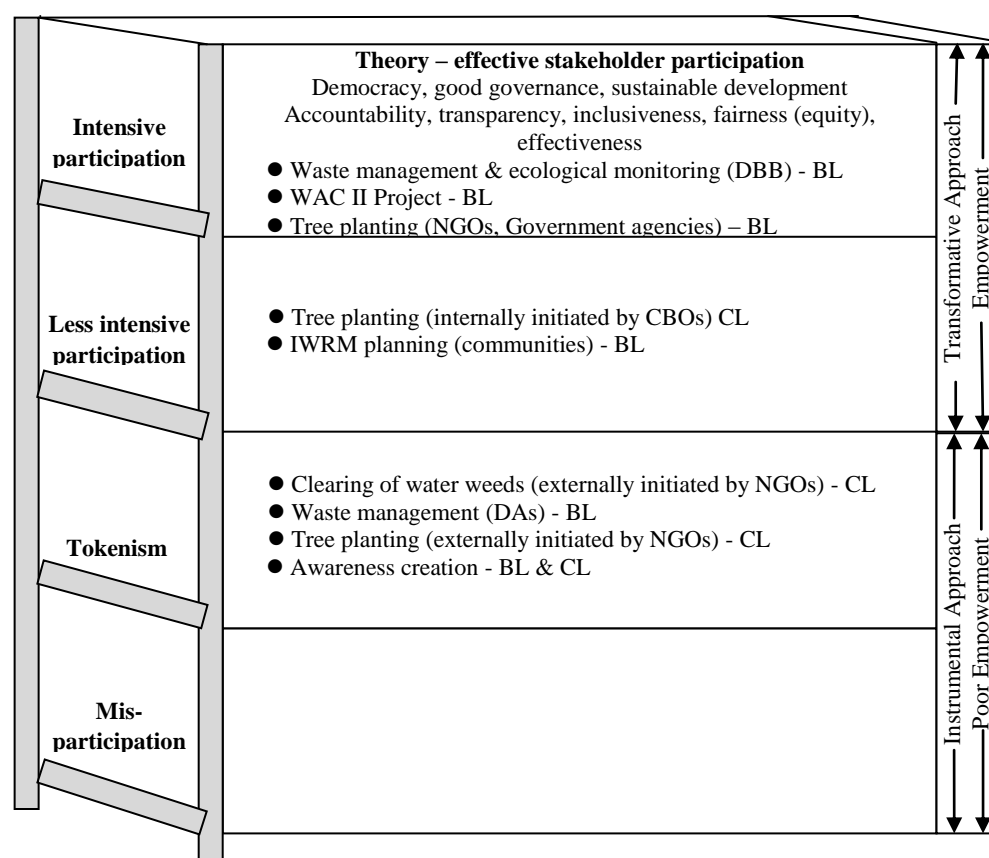 Theory – effective stakeholder participation
Democracy, good governance, sustainable development
Accountability, transparency, inclusiveness, fairness (equity),
effectiveness
Intensive
participation
● Waste management & ecological monitoring (DBB) - BL
● WAC II Project - BL
● Tree planting (NGOs, Government agencies) – BL
Less intensive
participation
● Tree planting (internally initiated by CBOs) CL
● IWRM planning (communities) - BL
Transformative Approach
Empowerment
Tokenism
● Clearing of water weeds (externally initiated by NGOs) - CL
● Waste management (DAs) - BL
● Tree planting (externally initiated by NGOs) - CL
● Awareness creation - BL & CL
Mis-
participation
Instrumental Approach
Poor Empowerment